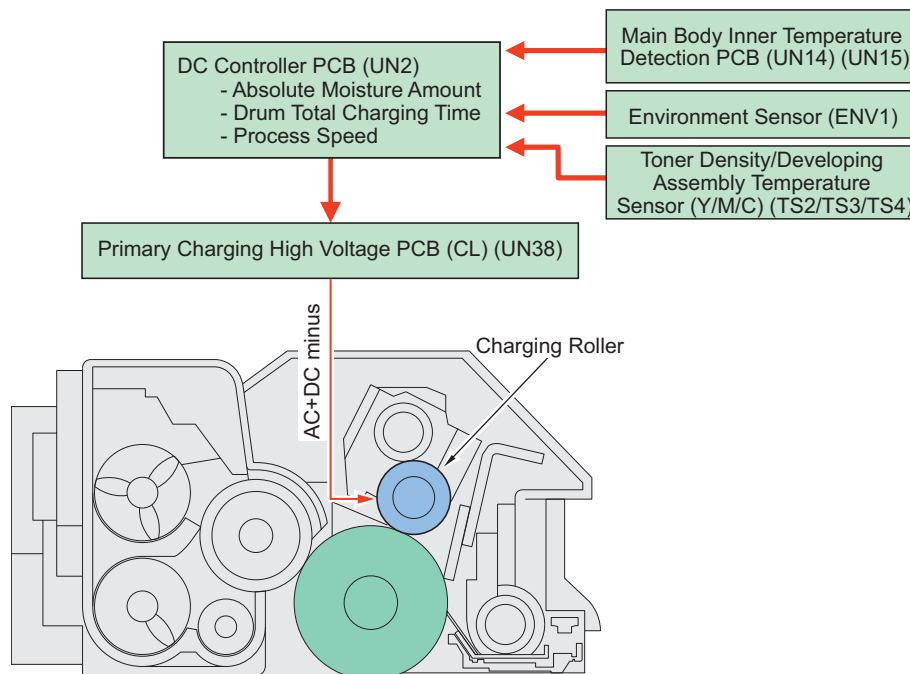 DC Controller PCB (UN2)
- Absolute Moisture Amount
- Drum Total Charging Time
- Process Speed
Main Body Inner Temperature
Detection PCB (UN14) (UN15)
Environment Sensor (ENV1)
Toner Density/Developing
Assembly Temperature
Sensor (Y/M/C) (TS2/TS3/TS4)
Primary Charging High Voltage PCB (CL) (UN38)
AC+DC minus
Charging Roller